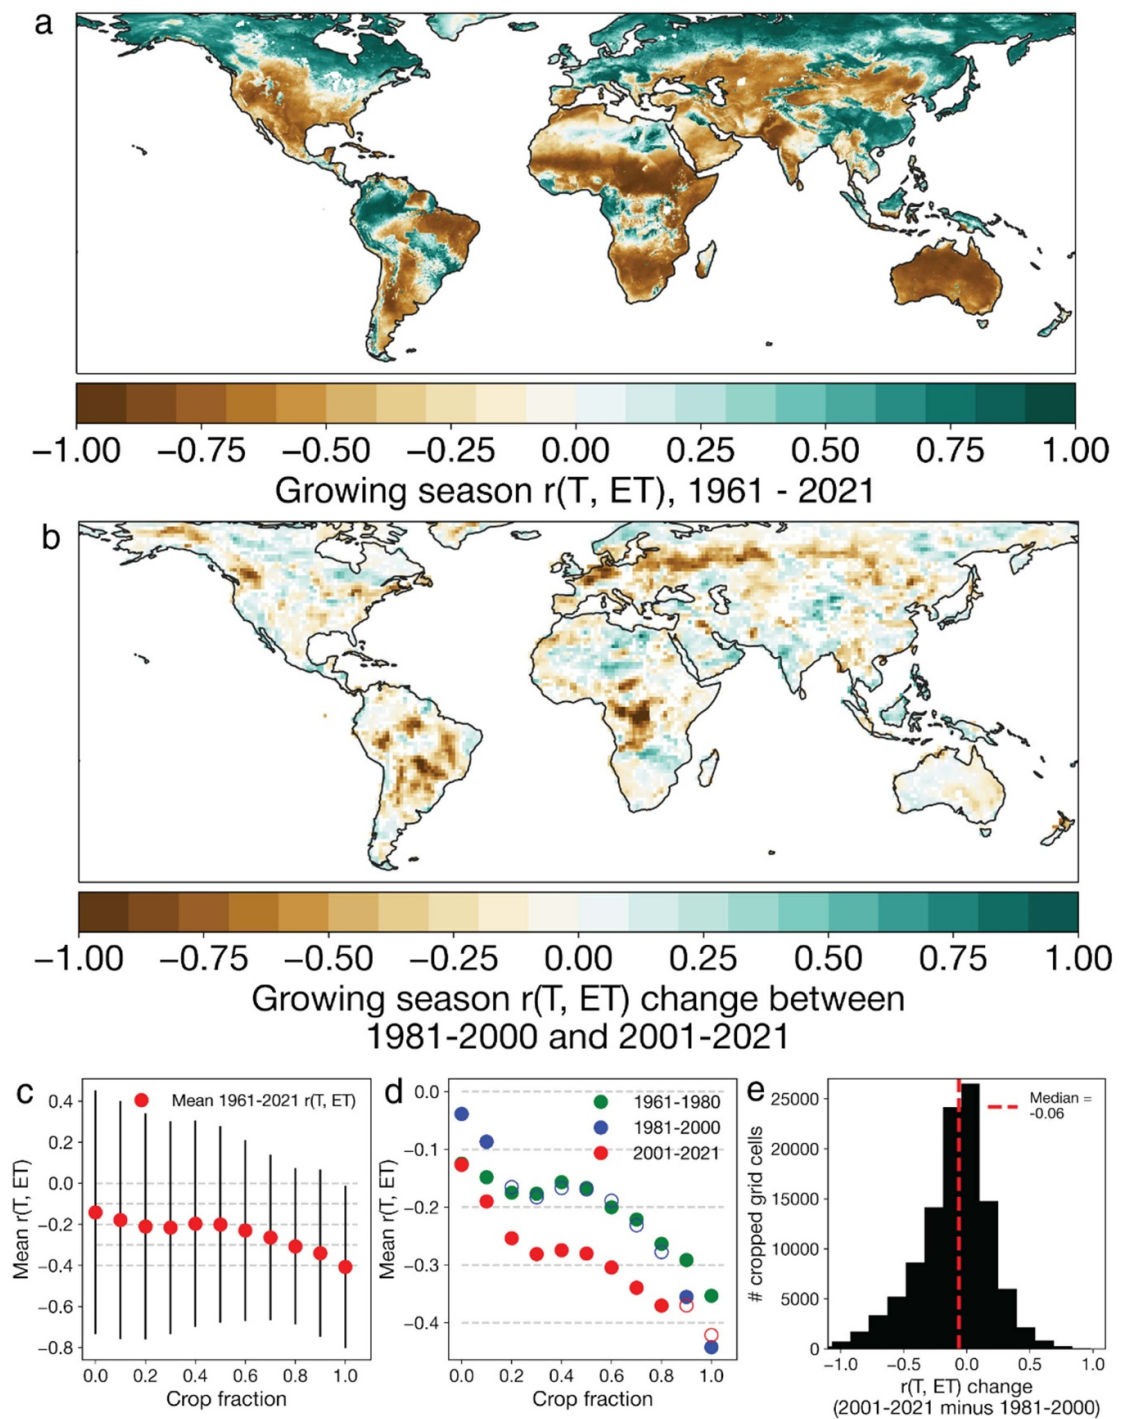 a
−1.00 −0.75 −0.50 −0.25 0.00 0.25 0.50 0.75 1.00
Growing season r(T, ET), 1961 - 2021
b
−1.00 −0.75 −0.50 −0.25 0.00 0.25 0.50 0.75 1.00
Growing season r(T, ET) change between
1981-2000 and 2001-2021
c
Mean 1961-2021 r(T, ET)
0.4
0.2
0.0
−0.2
−0.4
−0.6
−0.8
Mean r(T, ET)
0.0 0.2 0.4 0.6 0.8 1.0
Crop fraction
d
1961-1980
1981-2000
2001-2021
0.0
−0.1
−0.2
−0.3
−0.4
Mean r(T, ET)
0.0 0.2 0.4 0.6 0.8 1.0
Crop fraction
e
Median =
-0.06
25000
20000
15000
10000
5000
0
# cropped grid cells
−1.0 −0.5 0.0 0.5 1.0
r(T, ET) change
(2001-2021 minus 1981-2000)